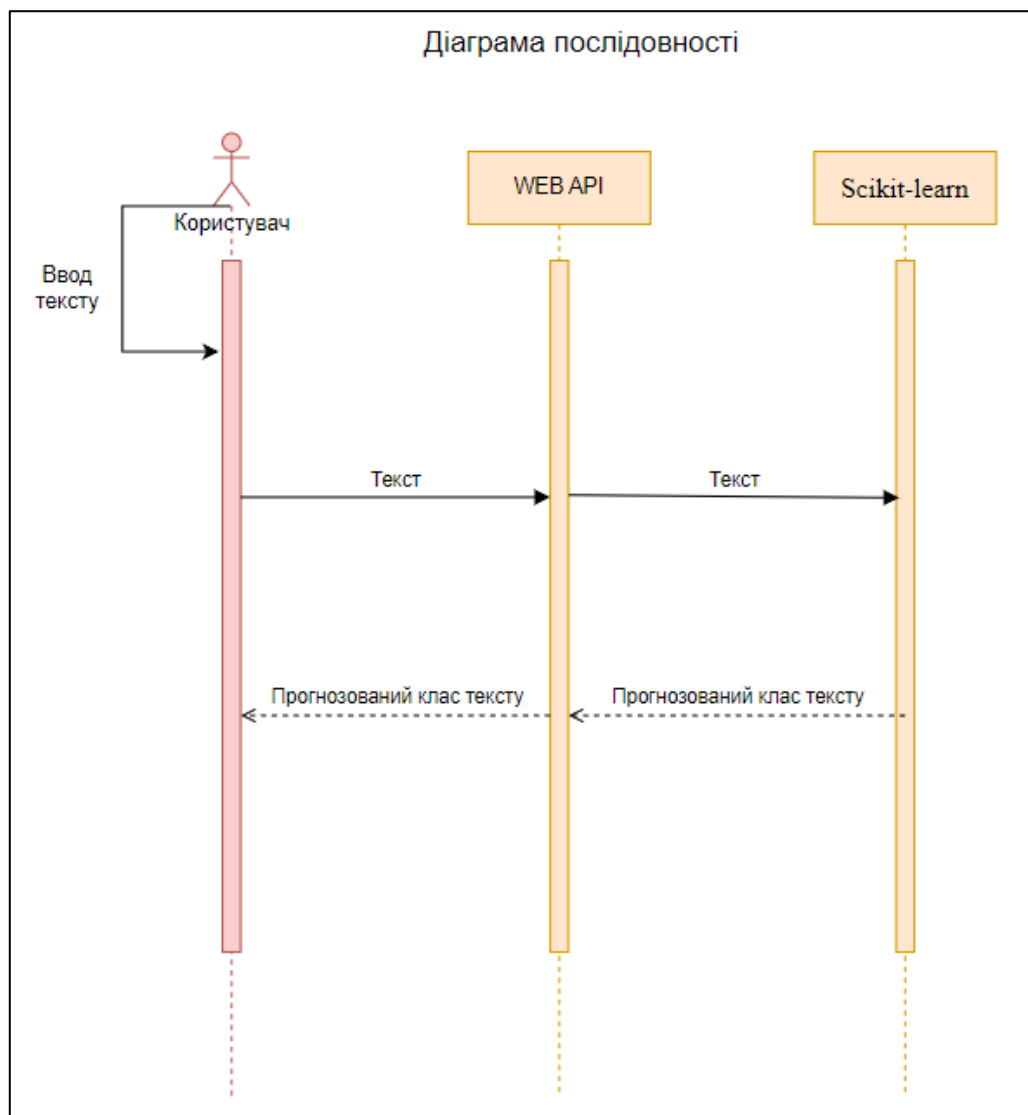 Діаграма послідовності
WEB API
Scikit-learn
Користувач
Ввод
тексту
Текст
Текст
Прогнозований клас тексту
Прогнозований клас тексту